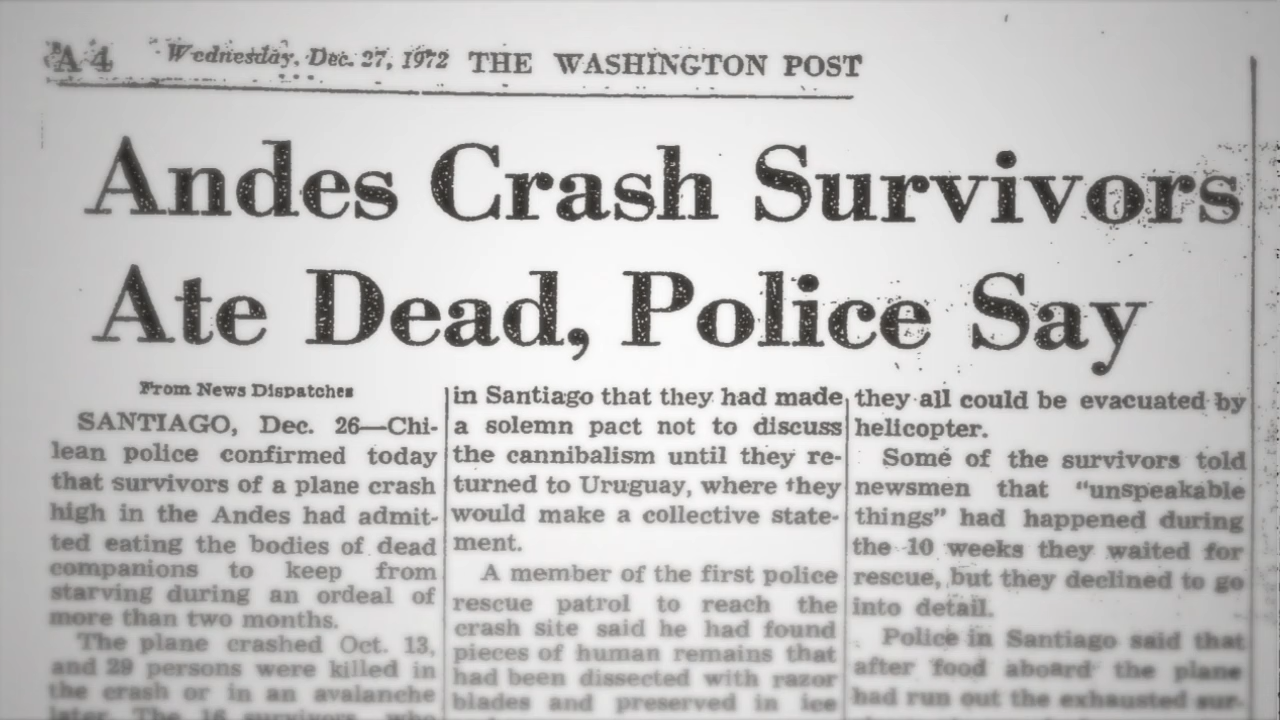 A 4 Wednesday, Dec. 27, 1972 THE WASHINGTON POST
Andes Crash Survivors
Ate Dead, Police Say
From News Dispatches
SANTIAGO, Dec. 26—Chi-
lean police confirmed today
that survivors of a plane crash
high in the Andes had admit-
ted eating the bodies of dead
companions to keep from
starving during an ordeal of
more than two months.
The plane crashed Oct. 13,
and 29 persons were killed in
the crash or in an avalanche
later. The 16 survivors, who
in Santiago that they had made
a solemn pact not to discuss
the cannibalism until they re-
turned to Uruguay, where they
would make a collective state-
ment.
A member of the first police
rescue patrol to reach the
crash site said he had found
pieces of human remains that
had been dissected with razor
blades and preserved in ice
they all could be evacuated by
helicopter.
Some of the survivors told
newsmen that "unspeakable
things" had happened during
the 10 weeks they waited for
rescue, but they declined to go
into detail.
Police in Santiago said that
after food aboard the plane
had run out the exhausted sur-